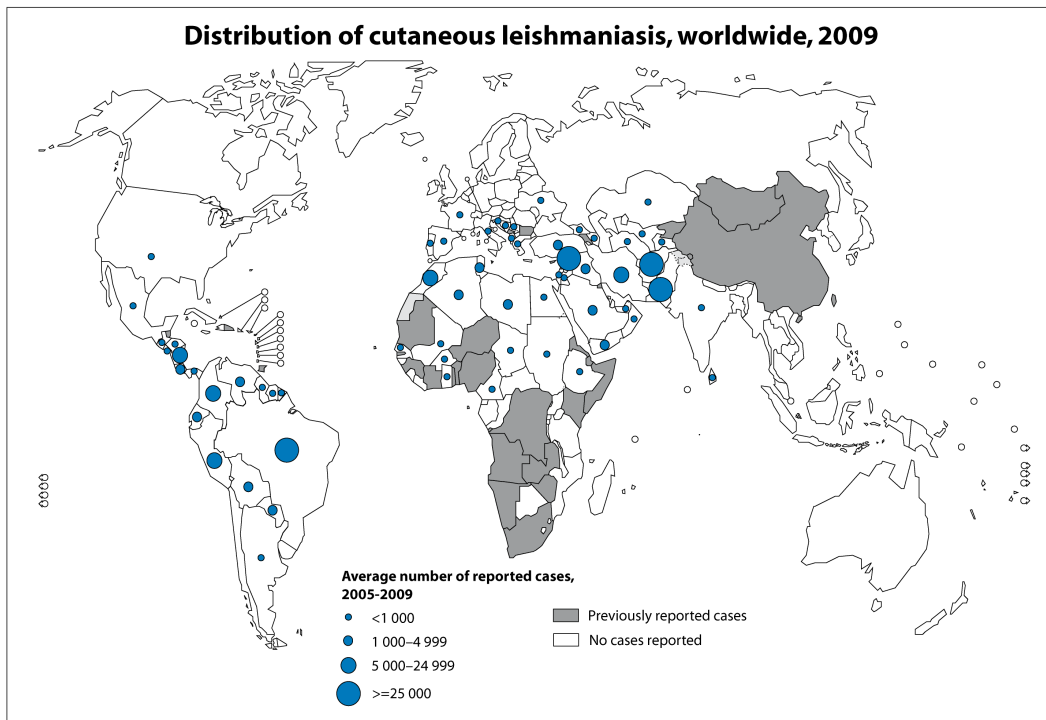 Distribution of cutaneous leishmaniasis, worldwide, 2009
Average number of reported cases,
2005-2009
<1 000
1 000–4 999
5 000–24 999
>=25 000
Previously reported cases
No cases reported